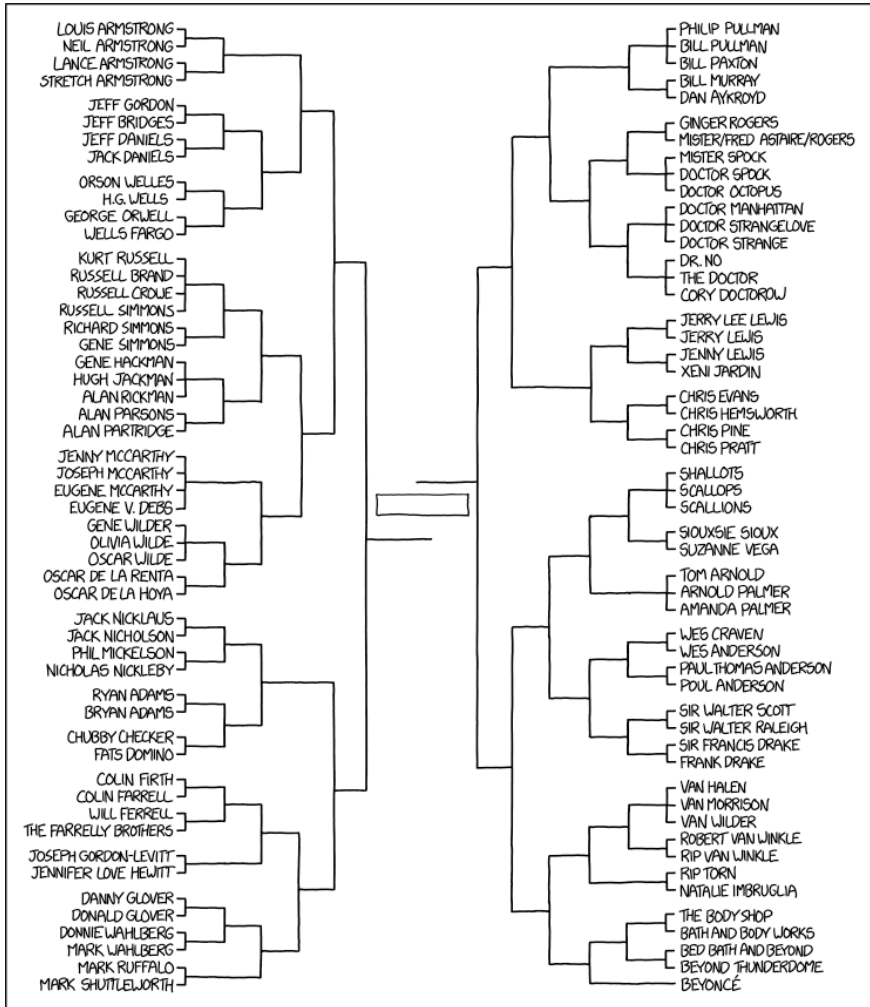 LOUIS ARMSTRONG
NEIL ARMSTRONG
LANCE ARMSTRONG
STRETCH ARMSTRONG
JEFF GORDON
JEFF BRIDGES
JEFF DANIELS
JACK DANIELS
ORSON WELLES
H.G. WELLS
GEORGE ORWELL
WELLS FARGO
KURT RUSSELL
RUSSELL BRAND
RUSSELL CROWE
RUSSELL SIMMONS
RICHARD SIMMONS
GENE SIMMONS
GENE HACKMAN
HUGH JACKMAN
ALAN RICKMAN
ALAN PARSONS
ALAN PARTRIDGE
JENNY MCCARTHY
JOSEPH MCCARTHY
EUGENE MCCARTHY
EUGENE V. DEBS
GENE WILDER
OLIVIA WILDE
OSCAR WILDE
OSCAR DE LA RENTA
OSCAR DE LA HOYA
JACK NICKLAUS
JACK NICHOLSON
PHIL MICKELSON
NICHOLAS NICKLEBY
RYAN ADAMS
BRYAN ADAMS
CHUBBY CHECKER
FATS DOMINO
COLIN FIRTH
COLIN FARRELL
WILL FERRELL
THE FARRELLY BROTHERS
JOSEPH GORDON-LEVITT
JENNIFER LOVE HEWITT
DANNY GLOVER
DONALD GLOVER
DONNIE WAHLBERG
MARK WAHLBERG
MARK RUFFALO
MARK SHUTTLEWORTH
PHILIP PULLMAN
BILL PULLMAN
BILL PAXTON
BILL MURRAY
DAN AYKROYD
GINGER ROGERS
MISTER/FRED ASTAIRE/ROGERS
MISTER SPOCK
DOCTOR SPOCK
DOCTOR OCTOPUS
DOCTOR MANHATTAN
DOCTOR STRANGELOVE
DOCTOR STRANGE
DR. NO
THE DOCTOR
CORY DOCTOROW
JERRY LEE LEWIS
JERRY LEWIS
JENNY LEWIS
XENI JARDIN
CHRIS EVANS
CHRIS HEMSWORTH
CHRIS PINE
CHRIS PRATT
SHALLOTS
SCALLOPS
SCALLIONS
SIOUXSIE SIOUX
SUZANNE VEGA
TOM ARNOLD
ARNOLD PALMER
AMANDA PALMER
WES CRAVEN
WES ANDERSON
PAUL THOMAS ANDERSON
POUL ANDERSON
SIR WALTER SCOTT
SIR WALTER RALEIGH
SIR FRANCIS DRAKE
FRANK DRAKE
VAN HALEN
VAN MORRISON
VAN WILDER
ROBERT VAN WINKLE
RIP VAN WINKLE
RIP TORN
NATALIE IMBRUGLIA
THE BODY SHOP
BATH AND BODY WORKS
BED BATH AND BEYOND
BEYOND THUNDERDOME
BEYONCÉ